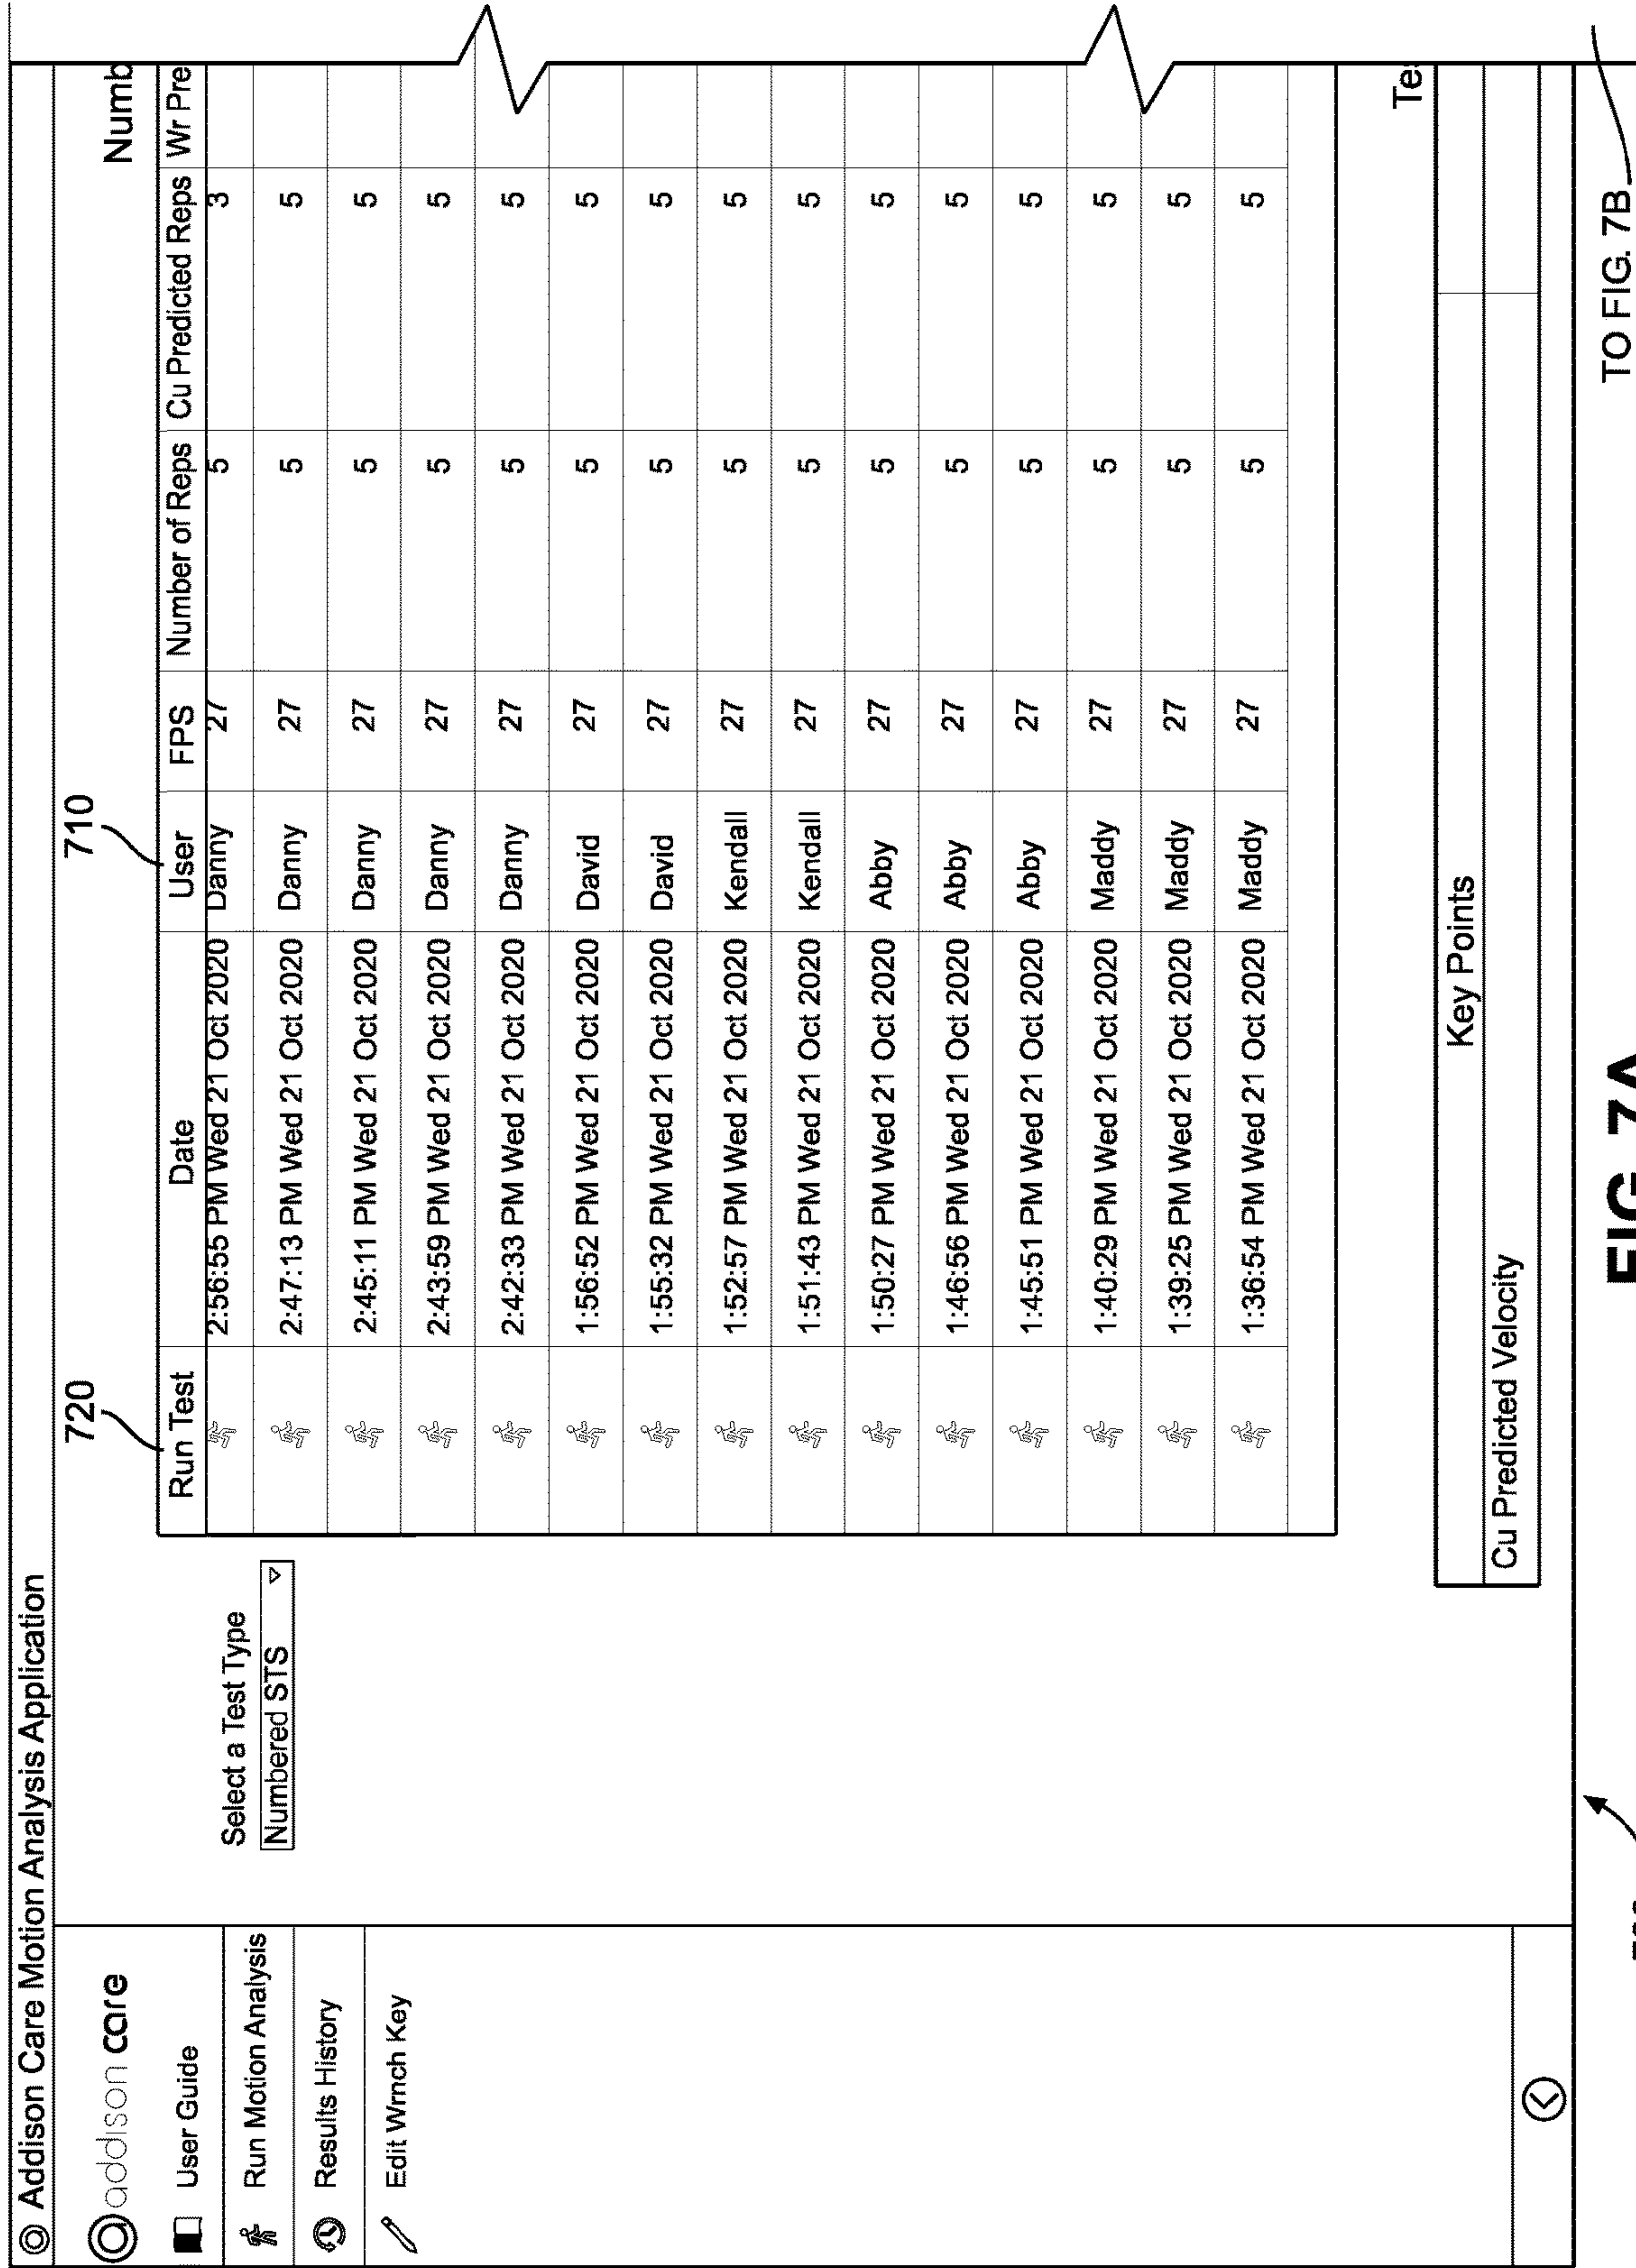 Addison Care Motion Analysis Application
addison care
User Guide
Run Motion Analysis
Results History
Edit Wrnch Key
Select a Test Type
Numbered STS
720
710
Numb
Run Test Date User FPS Number of Reps Cu Predicted Reps Wr Pre
2:56:55 PM Wed 21 Oct 2020 Danny 27 5 3
2:47:13 PM Wed 21 Oct 2020 Danny 27 5 5
2:45:11 PM Wed 21 Oct 2020 Danny 27 5 5
2:43:59 PM Wed 21 Oct 2020 Danny 27 5 5
2:42:33 PM Wed 21 Oct 2020 Danny 27 5 5
1:56:52 PM Wed 21 Oct 2020 David 27 5 5
1:55:32 PM Wed 21 Oct 2020 David 27 5 5
1:52:57 PM Wed 21 Oct 2020 Kendall 27 5 5
1:51:43 PM Wed 21 Oct 2020 Kendall 27 5 5
1:50:27 PM Wed 21 Oct 2020 Abby 27 5 5
1:46:56 PM Wed 21 Oct 2020 Abby 27 5 5
1:45:51 PM Wed 21 Oct 2020 Abby 27 5 5
1:40:29 PM Wed 21 Oct 2020 Maddy 27 5 5
1:39:25 PM Wed 21 Oct 2020 Maddy 27 5 5
1:36:54 PM Wed 21 Oct 2020 Maddy 27 5 5
Te
Key Points
Cu Predicted Velocity
TO FIG. 7B
FIG. 7A